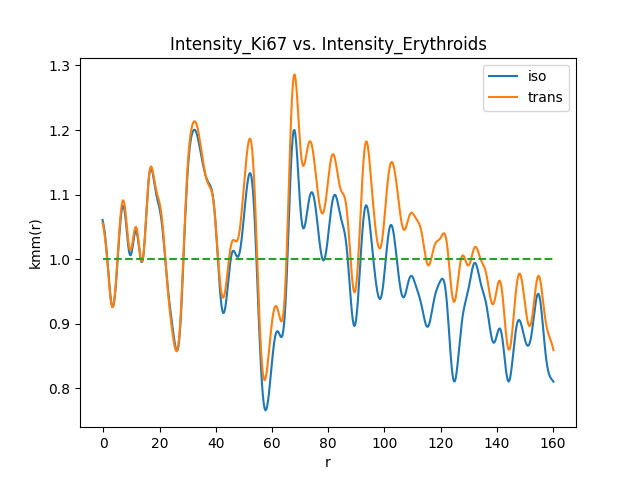 Intensity_Ki67 vs. Intensity_Erythroids
iso
trans
kmm(r)
1.3
1.2
1.1
1.0
0.9
0.8
0 20 40 60 80 100 120 140 160
r